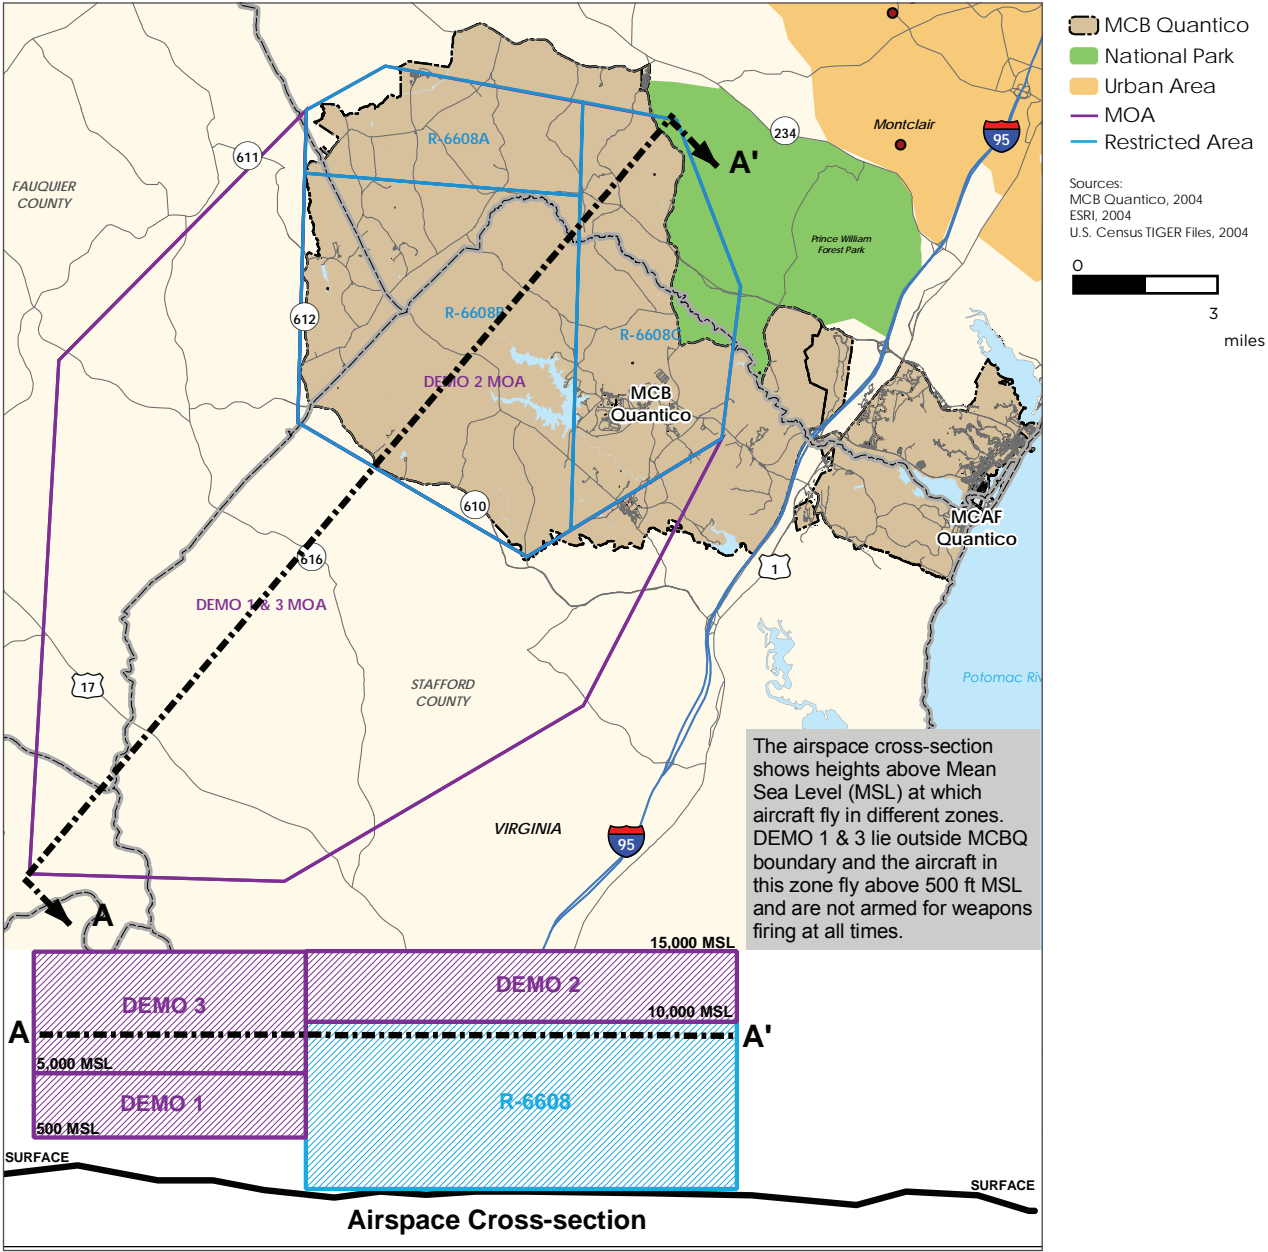 MCB Quantico
National Park
Urban Area
MOA
Restricted Area
Sources:
MCB Quantico, 2004
ESRI, 2004
U.S. Census TIGER Files, 2004
0
3
miles
R-6608A
A'
234
Montclair
95
611
FAUQUIER
COUNTY
Prince William
Forest Park
612
R-6608B
R-6608C
DEMO 2 MOA
MCB
Quantico
610
MCAF
Quantico
616
1
DEMO 1 & 3 MOA
17
STAFFORD
COUNTY
Potomac Riv
VIRGINIA
95
The airspace cross-section
shows heights above Mean
Sea Level (MSL) at which
aircraft fly in different zones.
DEMO 1 & 3 lie outside MCBQ
boundary and the aircraft in
this zone fly above 500 ft MSL
and are not armed for weapons
firing at all times.
A
15,000 MSL
DEMO 3
DEMO 2
10,000 MSL
A
A'
5,000 MSL
DEMO 1
R-6608
500 MSL
SURFACE
SURFACE
Airspace Cross-section